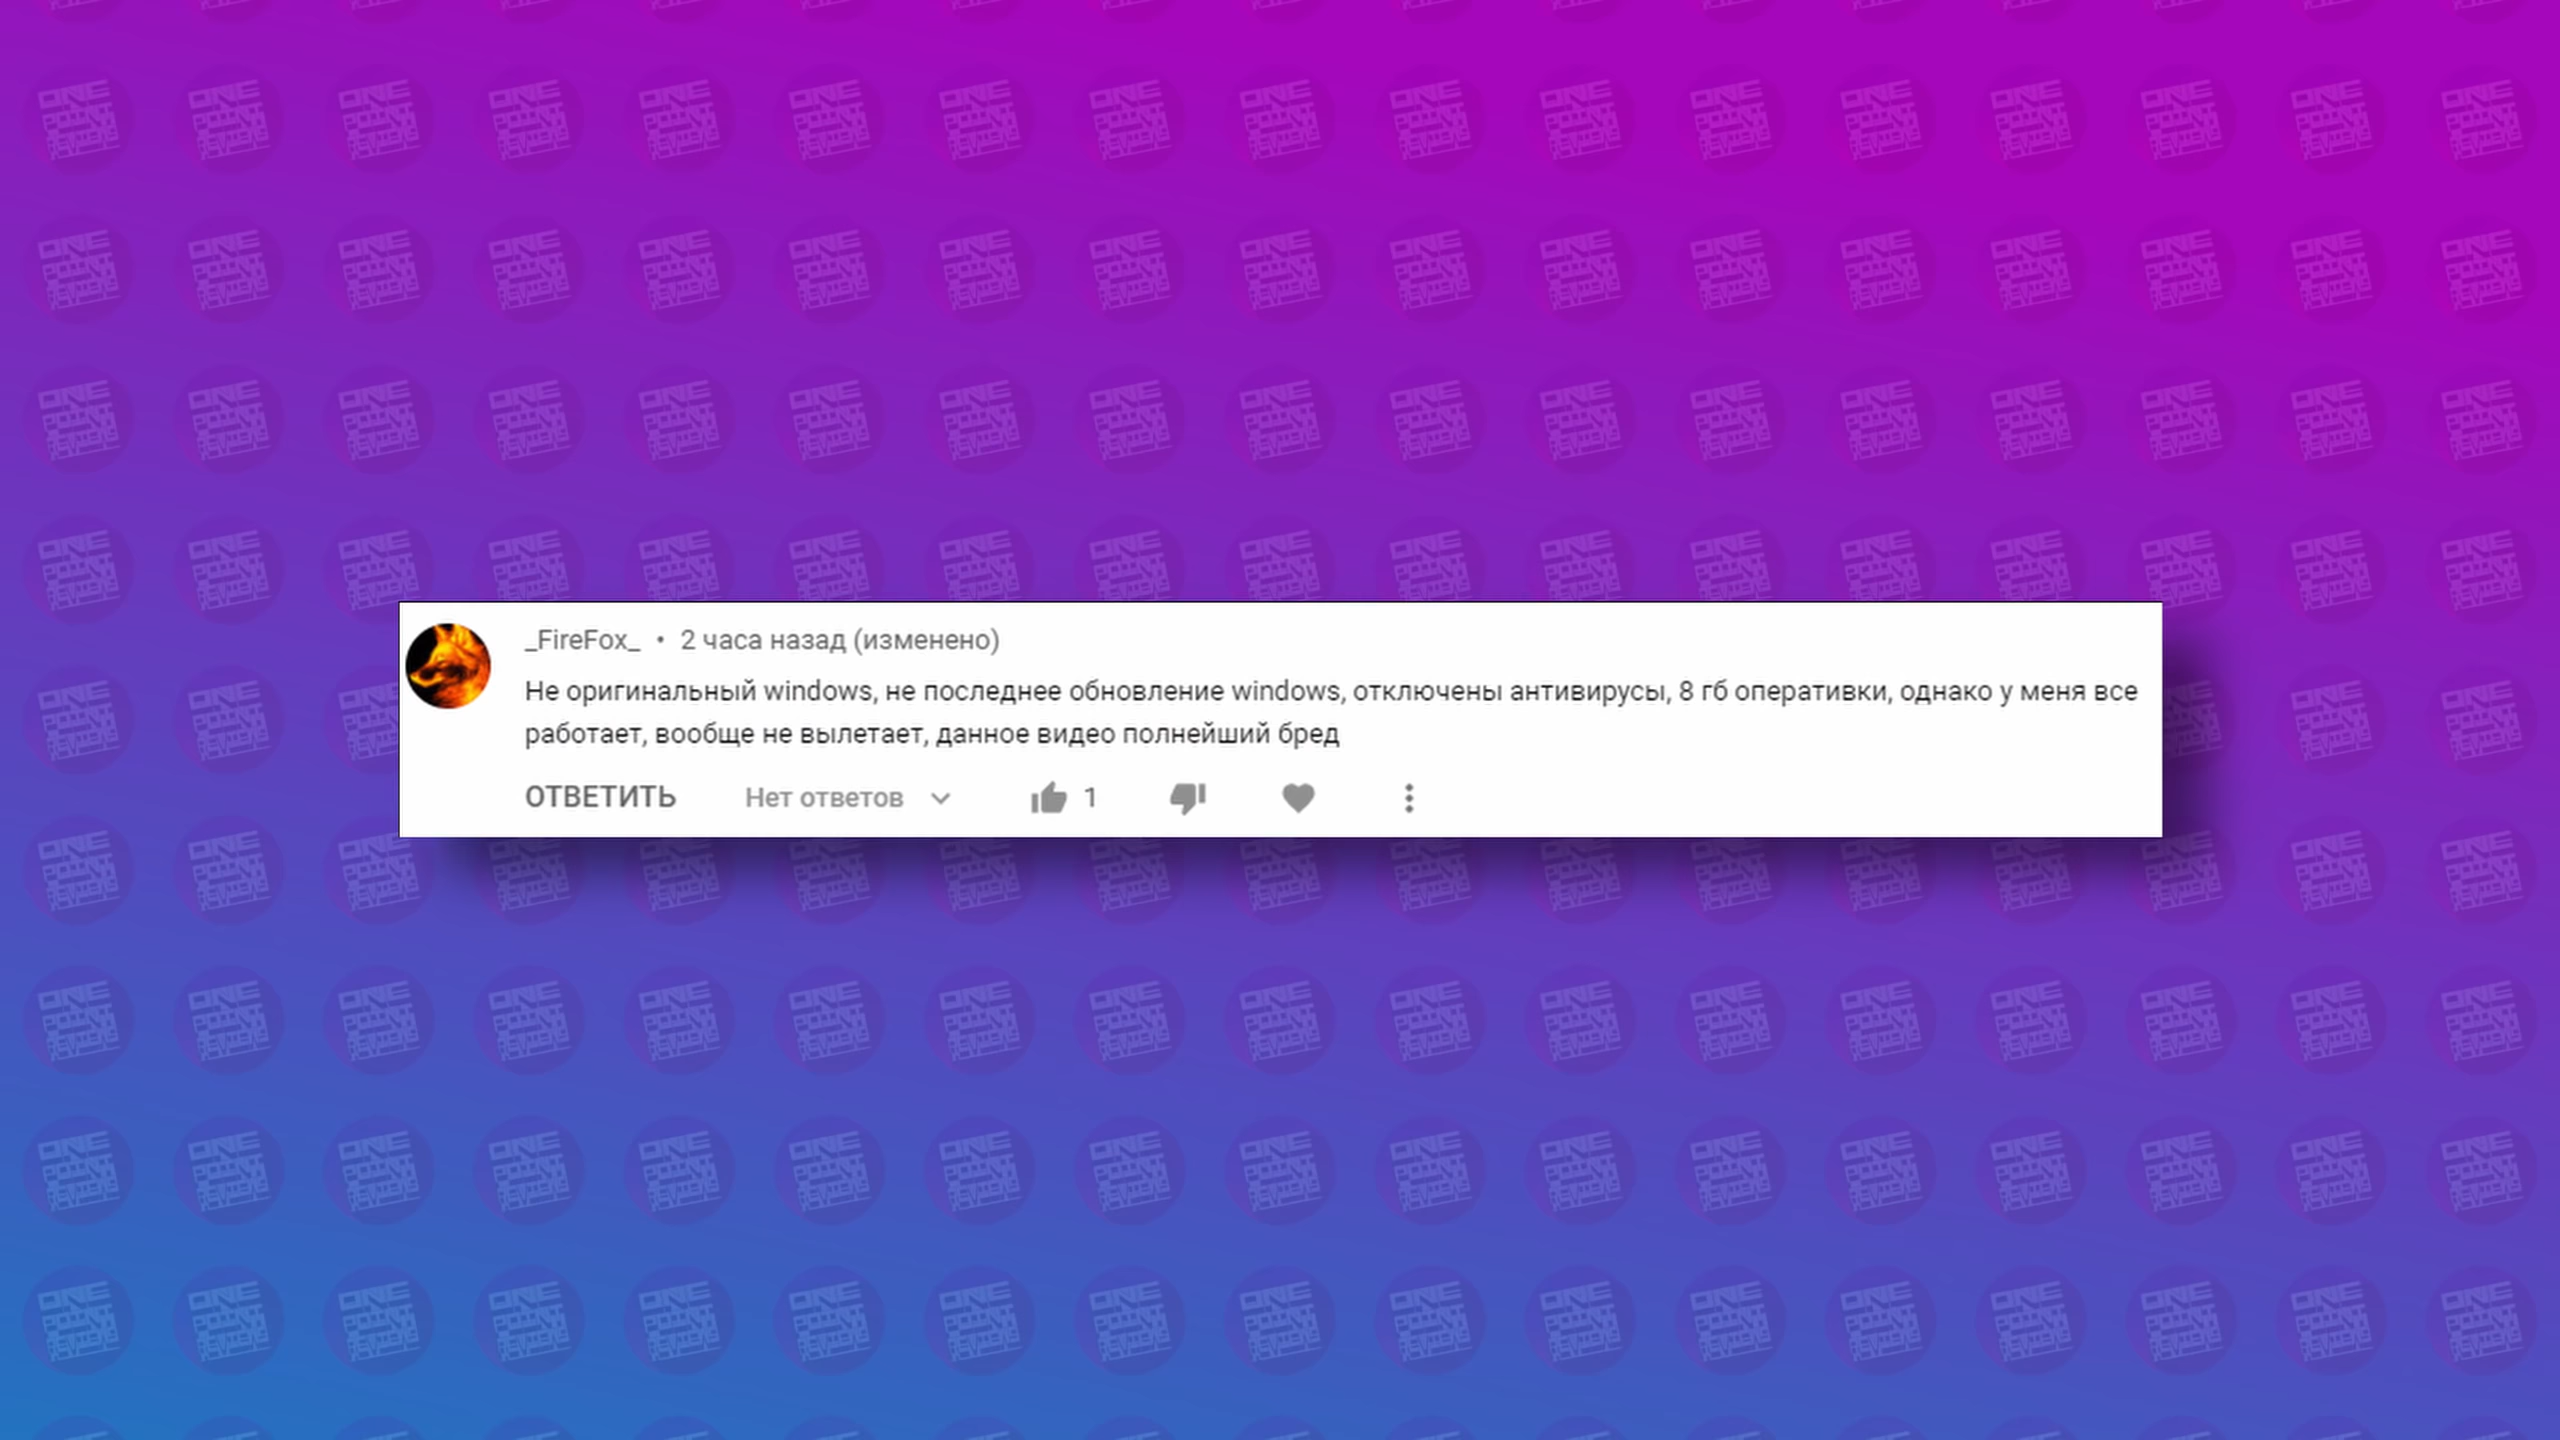 _FireFox_ • 2 часа назад (изменено)
Не оригинальный windows, не последнее обновление windows, отключены антивирусы, 8 гб оперативки, однако у меня все
работает, вообще не вылетает, данное видео полнейший бред
ОТВЕТИТЬ Нет ответов 1